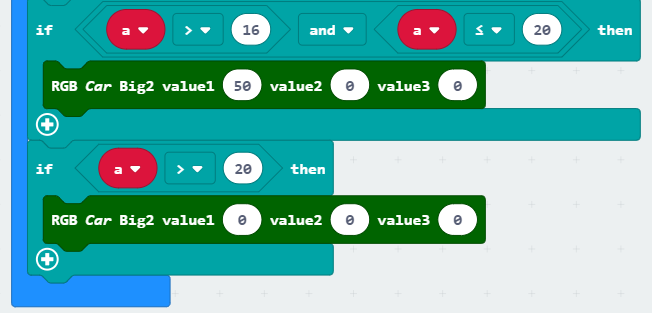 if a > 16 and a ≤ 20 then
RGB Car Big2 value1 50 value2 0 value3 0
if a > 20 then
RGB Car Big2 value1 0 value2 0 value3 0